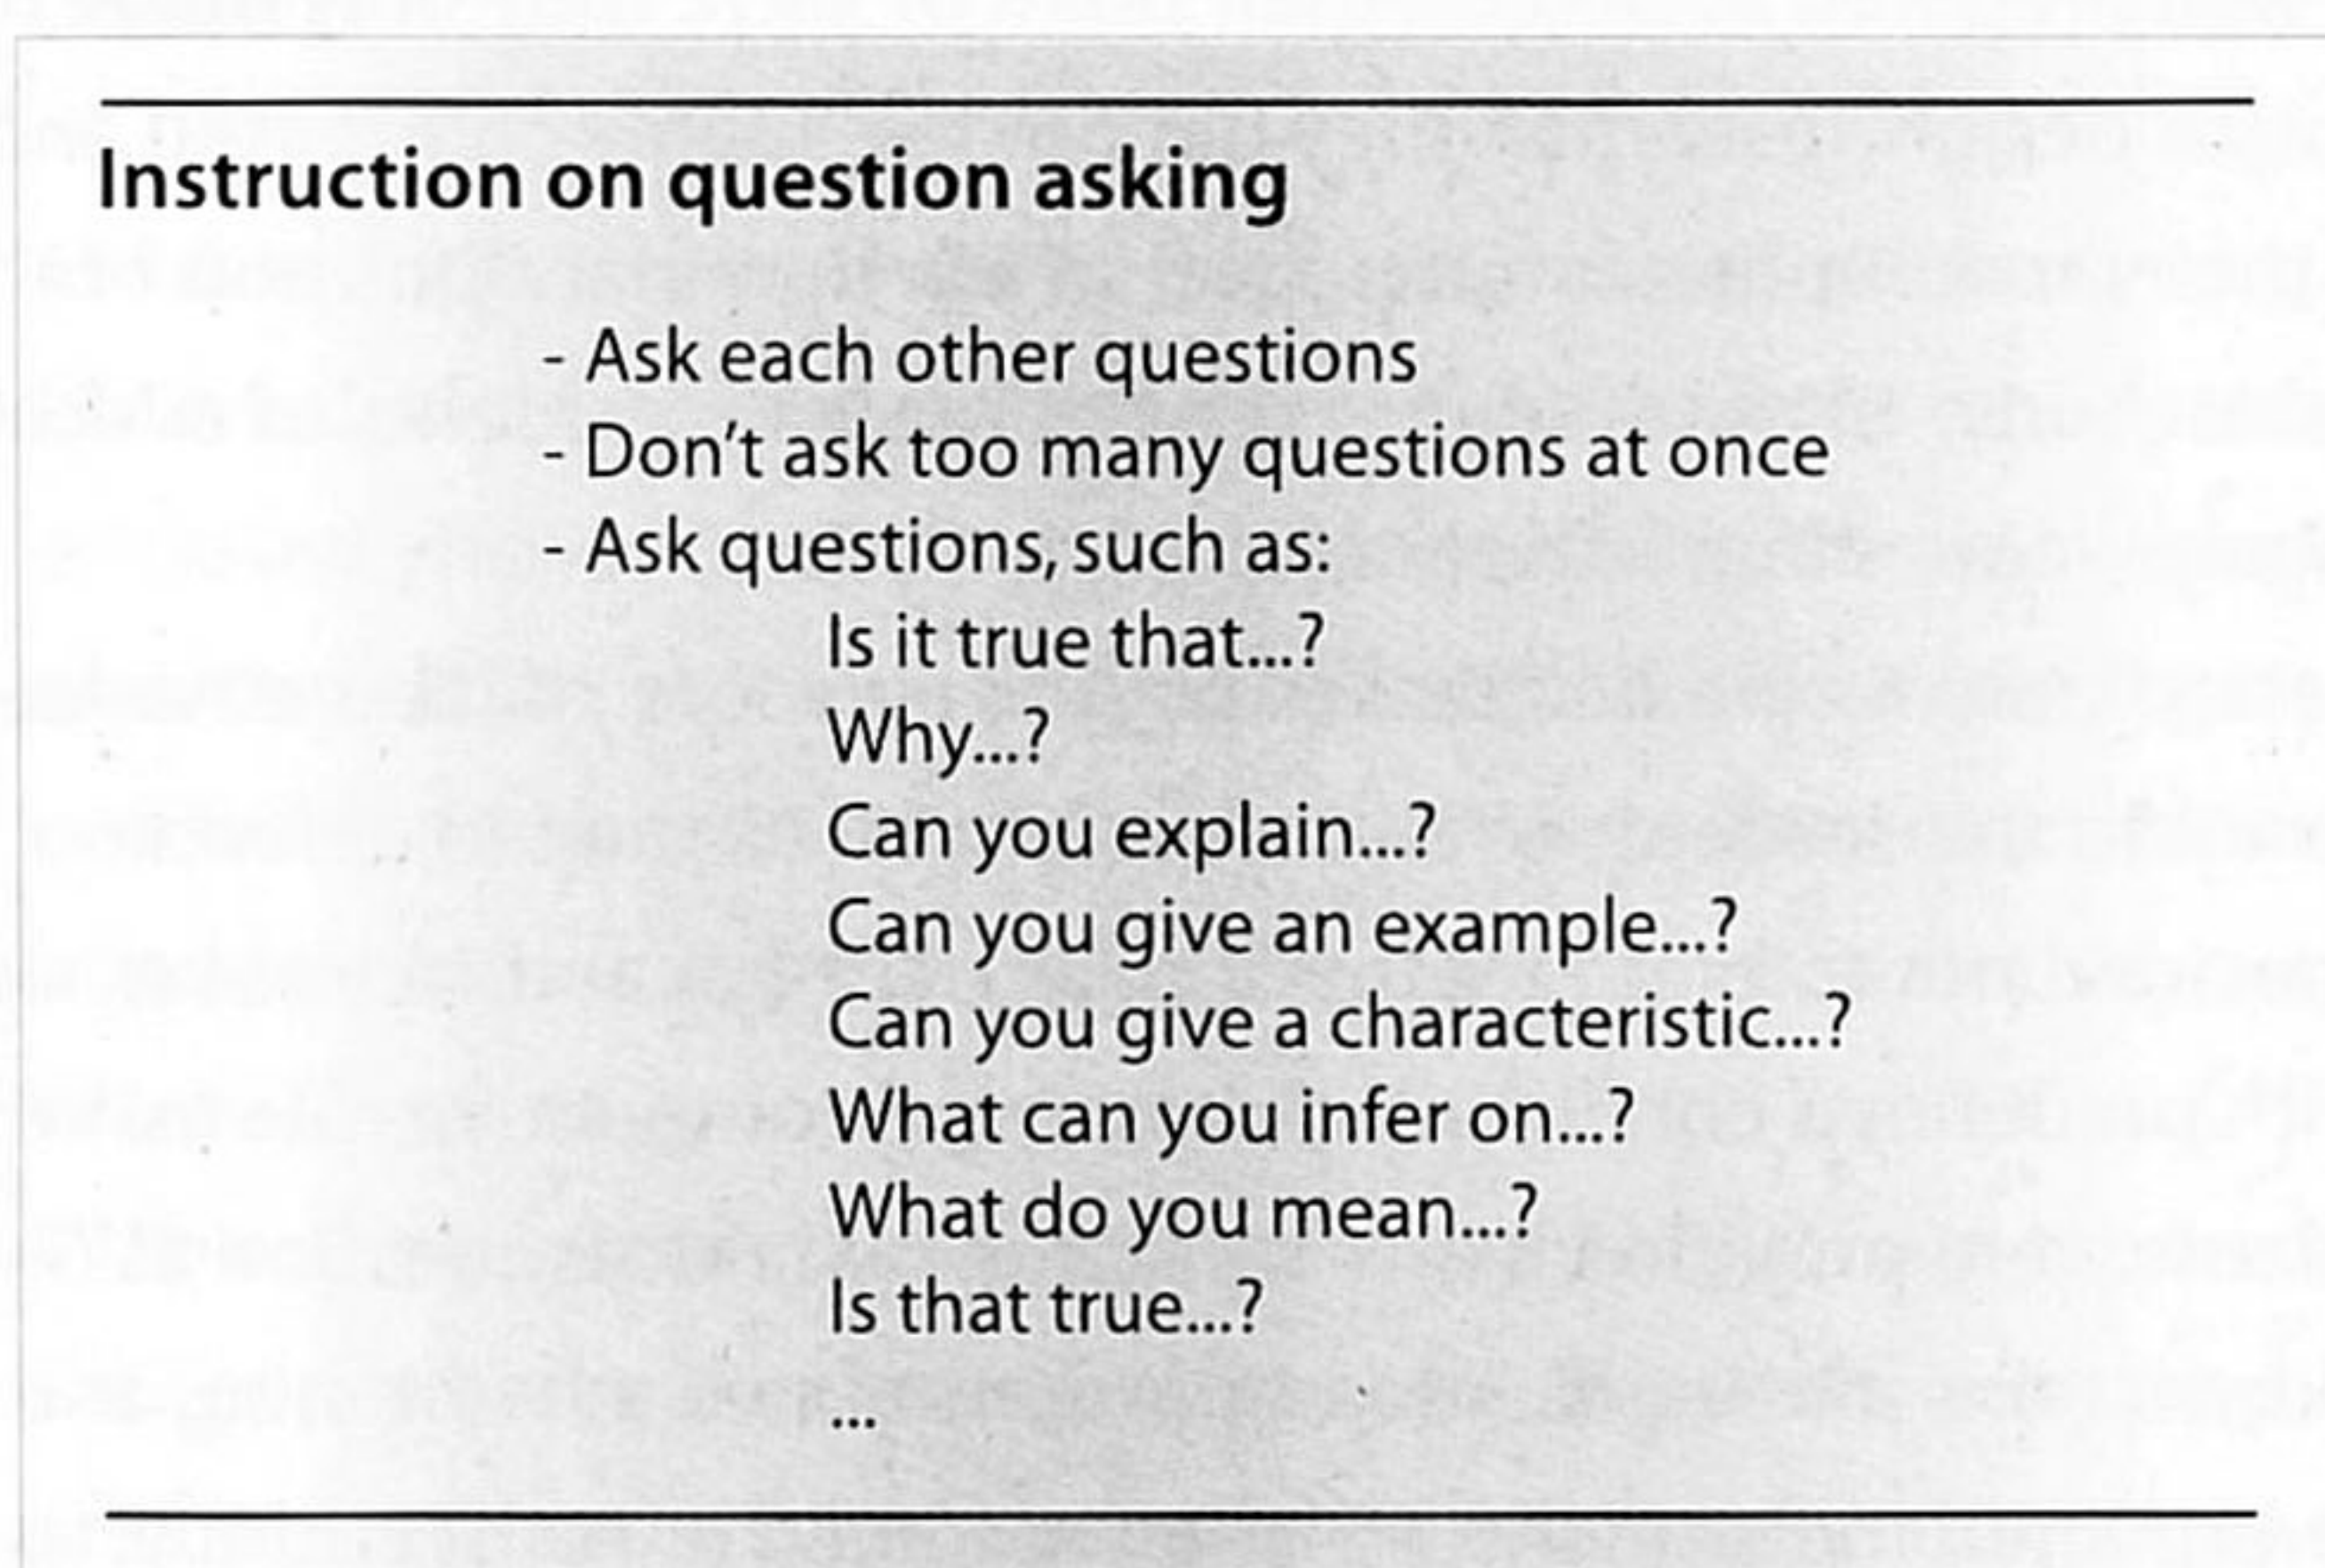 Instruction on question asking
- Ask each other questions
- Don't ask too many questions at once
- Ask questions, such as:
Is it true that...?
Why...?
Can you explain...?
Can you give an example...?
Can you give a characteristic...?
What can you infer on...?
What do you mean...?
Is that true...?
...